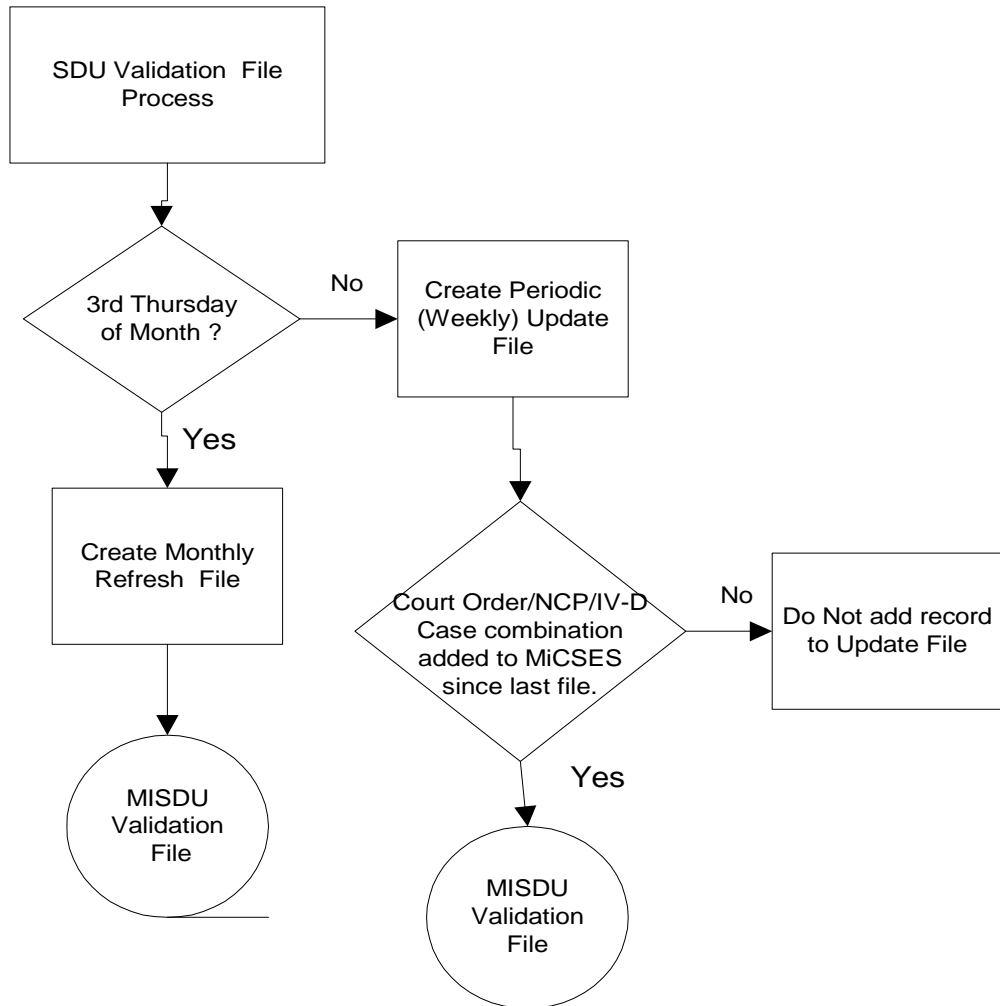 SDU Validation File
Process
3rd Thursday
of Month ?
No
Create Periodic
(Weekly) Update
File
Yes
Create Monthly
Refresh File
Court Order/NCP/IV-D
Case combination
added to MiCSES
since last file.
No
Do Not add record
to Update File
Yes
MISDU
Validation
File
MISDU
Validation
File